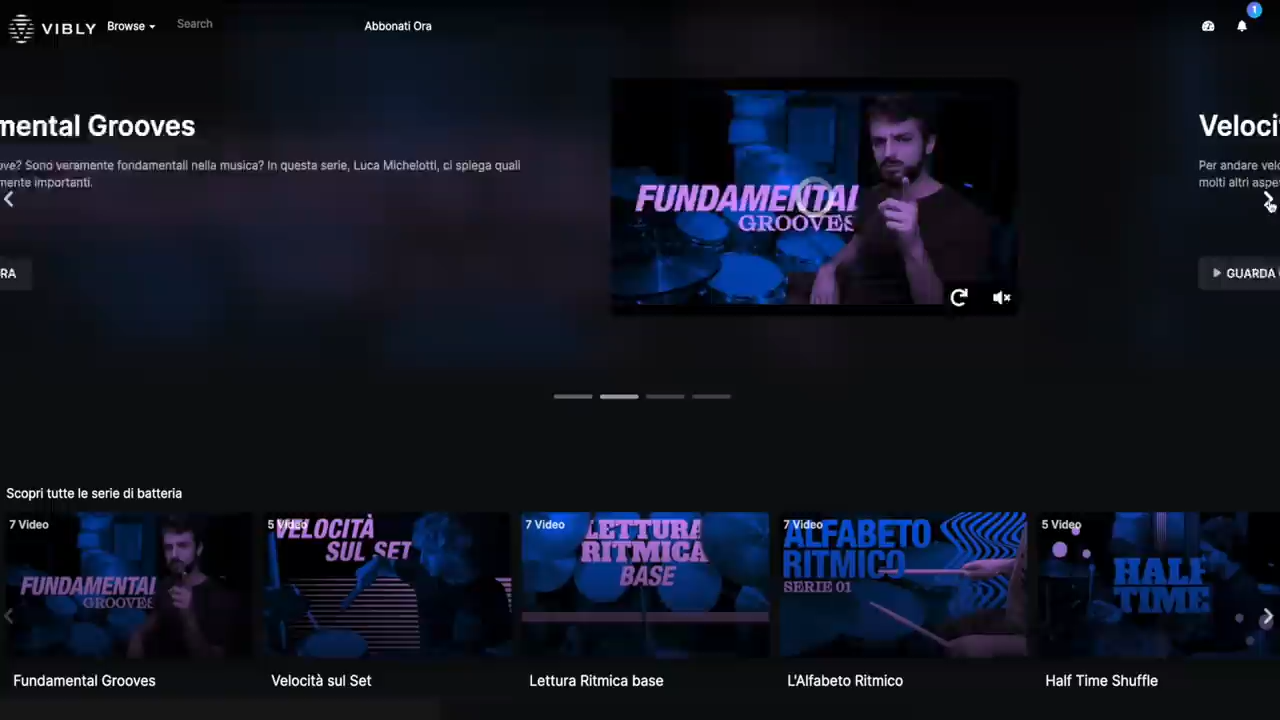 VIBLY
Browse
Search
Abbonati Ora
1
mental Grooves
ove? Sono veramente fondamentali nella musica? In questa serie, Luca Michelotti, ci spiega quali
mente importanti.
RA
FUNDAMENTAL
GROOVES
Veloci
Per andare velo
molti altri aspe
GUARDA
Scopri tutte le serie di batteria
7 Video
FUNDAMENTAL
GROOVES
Fundamental Grooves
5 Video
VELOCITÀ
SUL SET
Velocità sul Set
7 Video
LETTURA
RITMICA
BASE
Lettura Ritmica base
7 Video
ALFABETO
RITMICO
SERIE 01
L'Alfabeto Ritmico
5 Video
HALF
TIME
Half Time Shuffle